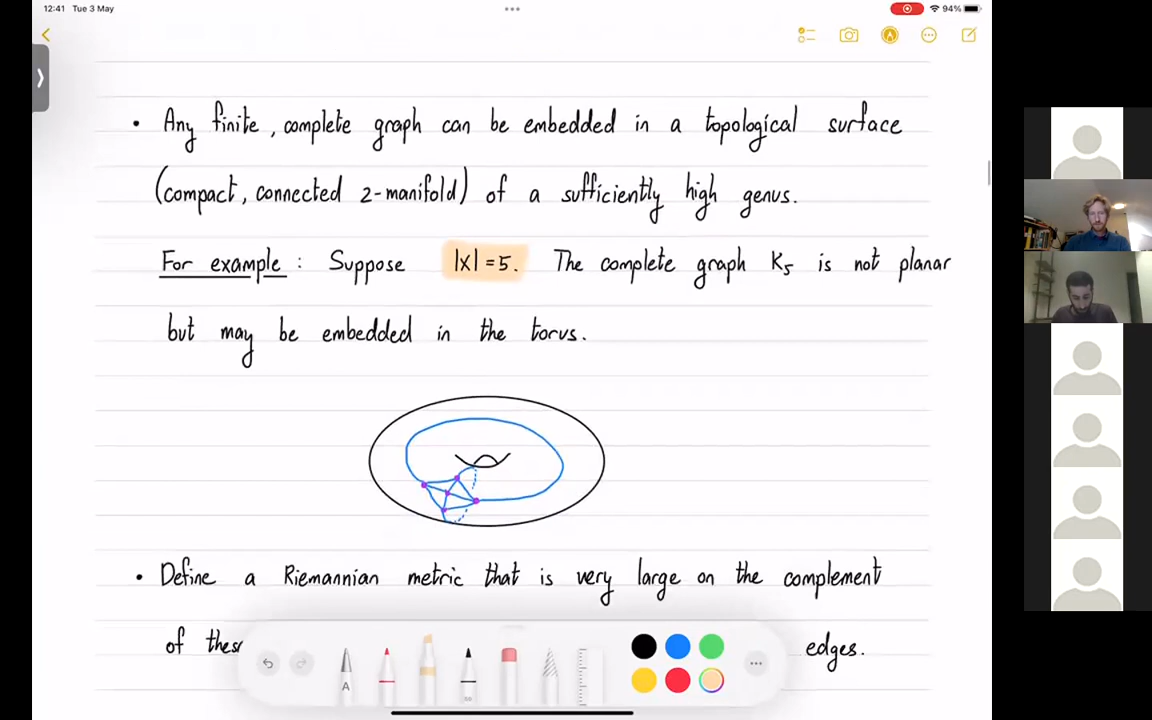 12:41 Tue 3 May
94%
• Any finite, complete graph can be embedded in a topological surface
(compact, connected 2-manifold) of a sufficiently high genus.
For example : Suppose |x| = 5. The complete graph K5 is not planar
but may be embedded in the torus.
• Define a Riemannian metric that is very large on the complement
of these edges.
A